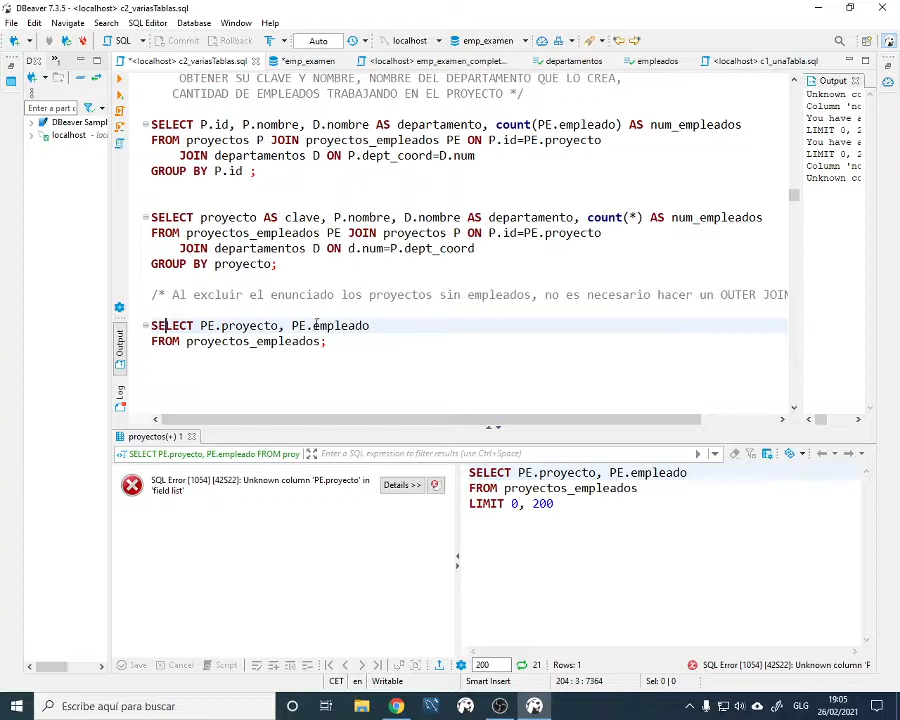 DBeaver 7.3.5 - <localhost> c2_variasTablas.sql
File Edit Navigate Search SQL Editor Database Window Help
SQL Commit Rollback Auto localhost emp_examen
D *<localhost> c2_variasTablas.sql *emp_examen <localhost> emp_examen_complet... departamentos empleados <localhost> c1_unaTabla.sql
Enter a part o
DBeaver Sampl
localhost
OBTENER SU CLAVE Y NOMBRE, NOMBRE DEL DEPARTAMENTO QUE LO CREA,
CANTIDAD DE EMPLEADOS TRABAJANDO EN EL PROYECTO */
SELECT P.id, P.nombre, D.nombre AS departamento, count(PE.empleado) AS num_empleados
FROM proyectos P JOIN proyectos_empleados PE ON P.id=PE.proyecto
JOIN departamentos D ON P.dept_coord=D.num
GROUP BY P.id ;
SELECT proyecto AS clave, P.nombre, D.nombre AS departamento, count(*) AS num_empleados
FROM proyectos_empleados PE JOIN proyectos P ON P.id=PE.proyecto
JOIN departamentos D ON d.num=P.dept_coord
GROUP BY proyecto;
/* Al excluir el enunciado los proyectos sin empleados, no es necesario hacer un OUTER JOIN
SELECT PE.proyecto, PE.empleado
FROM proyectos_empleados;
Output
Log
Output
Unknown co
Column 'no
You have a
LIMIT 0, 2
You have a
LIMIT 0, 2
Column 'no
Unknown co
proyectos(+) 1
SELECT PE.proyecto, PE.empleado FROM proy Enter a SQL expression to filter results (use Ctrl+Space)
SQL Error [1054] [42S22]: Unknown column 'PE.proyecto' in
'field list'
Details >>
SELECT PE.proyecto, PE.empleado
FROM proyectos_empleados
LIMIT 0, 200
Save Cancel Script 200 21 Rows: 1 SQL Error [1054] [42S22]: Unknown column 'P
CET en Writable Smart Insert 204 : 3 : 7364 Sel: 0 | 0
Escribe aquí para buscar
GLG
19:05
26/02/2021